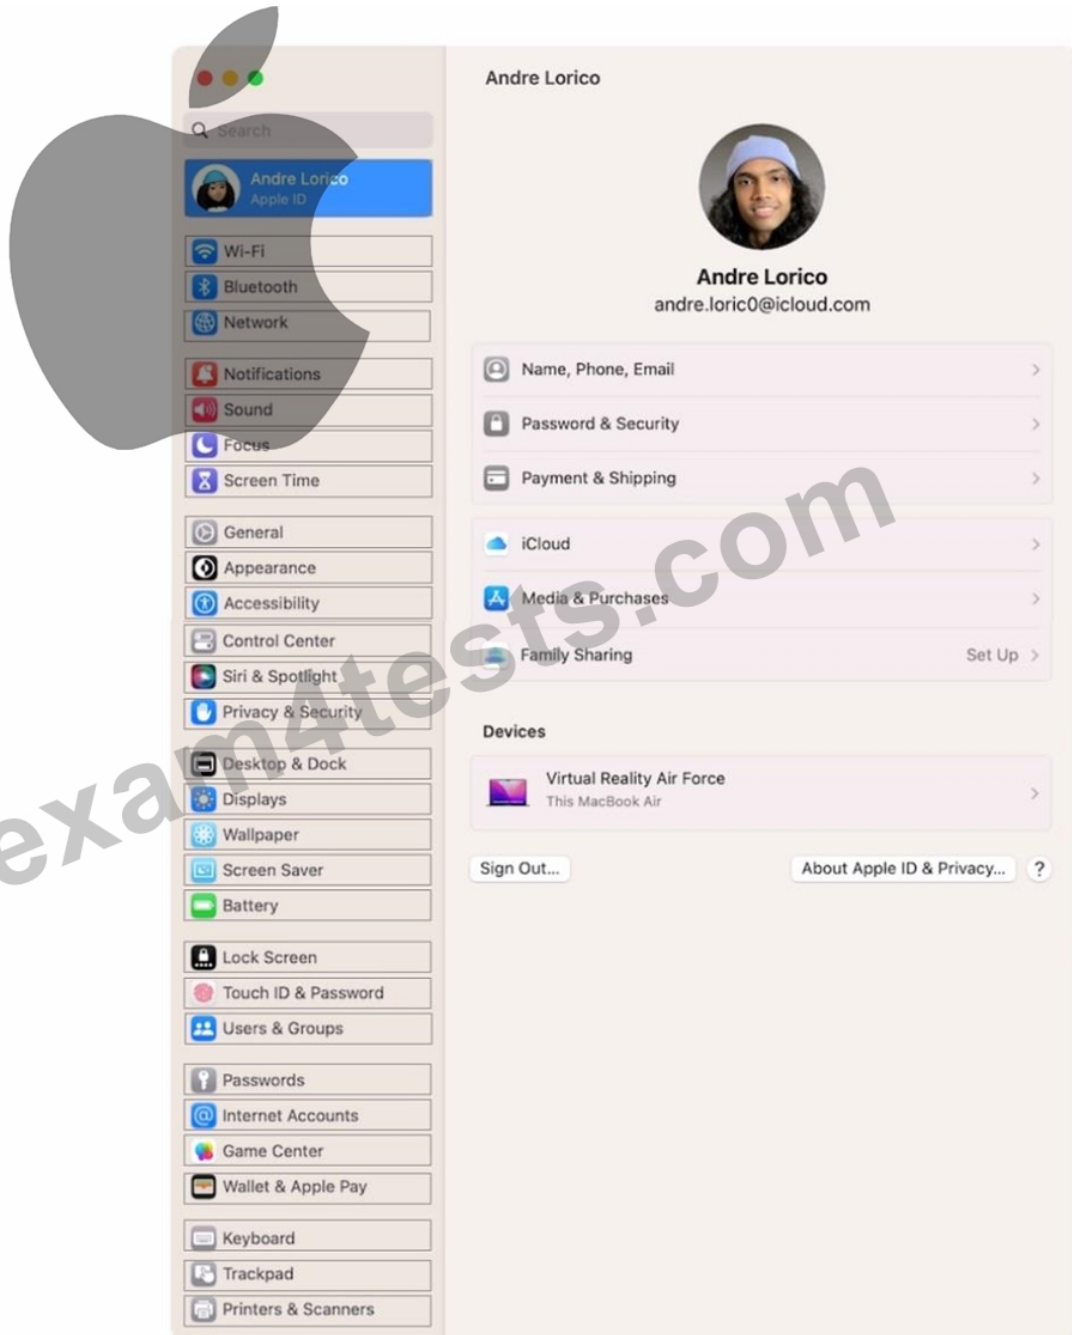 Andre Lorico
Search
Andre Lorico
Apple ID
Wi-Fi
Bluetooth
Network
Notifications
Sound
Focus
Screen Time
General
Appearance
Accessibility
Control Center
Siri & Spotlight
Privacy & Security
Desktop & Dock
Displays
Wallpaper
Screen Saver
Battery
Lock Screen
Touch ID & Password
Users & Groups
Passwords
Internet Accounts
Game Center
Wallet & Apple Pay
Keyboard
Trackpad
Printers & Scanners
Andre Lorico
andre.loric0@icloud.com
Name, Phone, Email
Password & Security
Payment & Shipping
iCloud
Media & Purchases
Family Sharing Set Up
Devices
Virtual Reality Air Force
This MacBook Air
Sign Out... About Apple ID & Privacy... ?
exam4tests.com